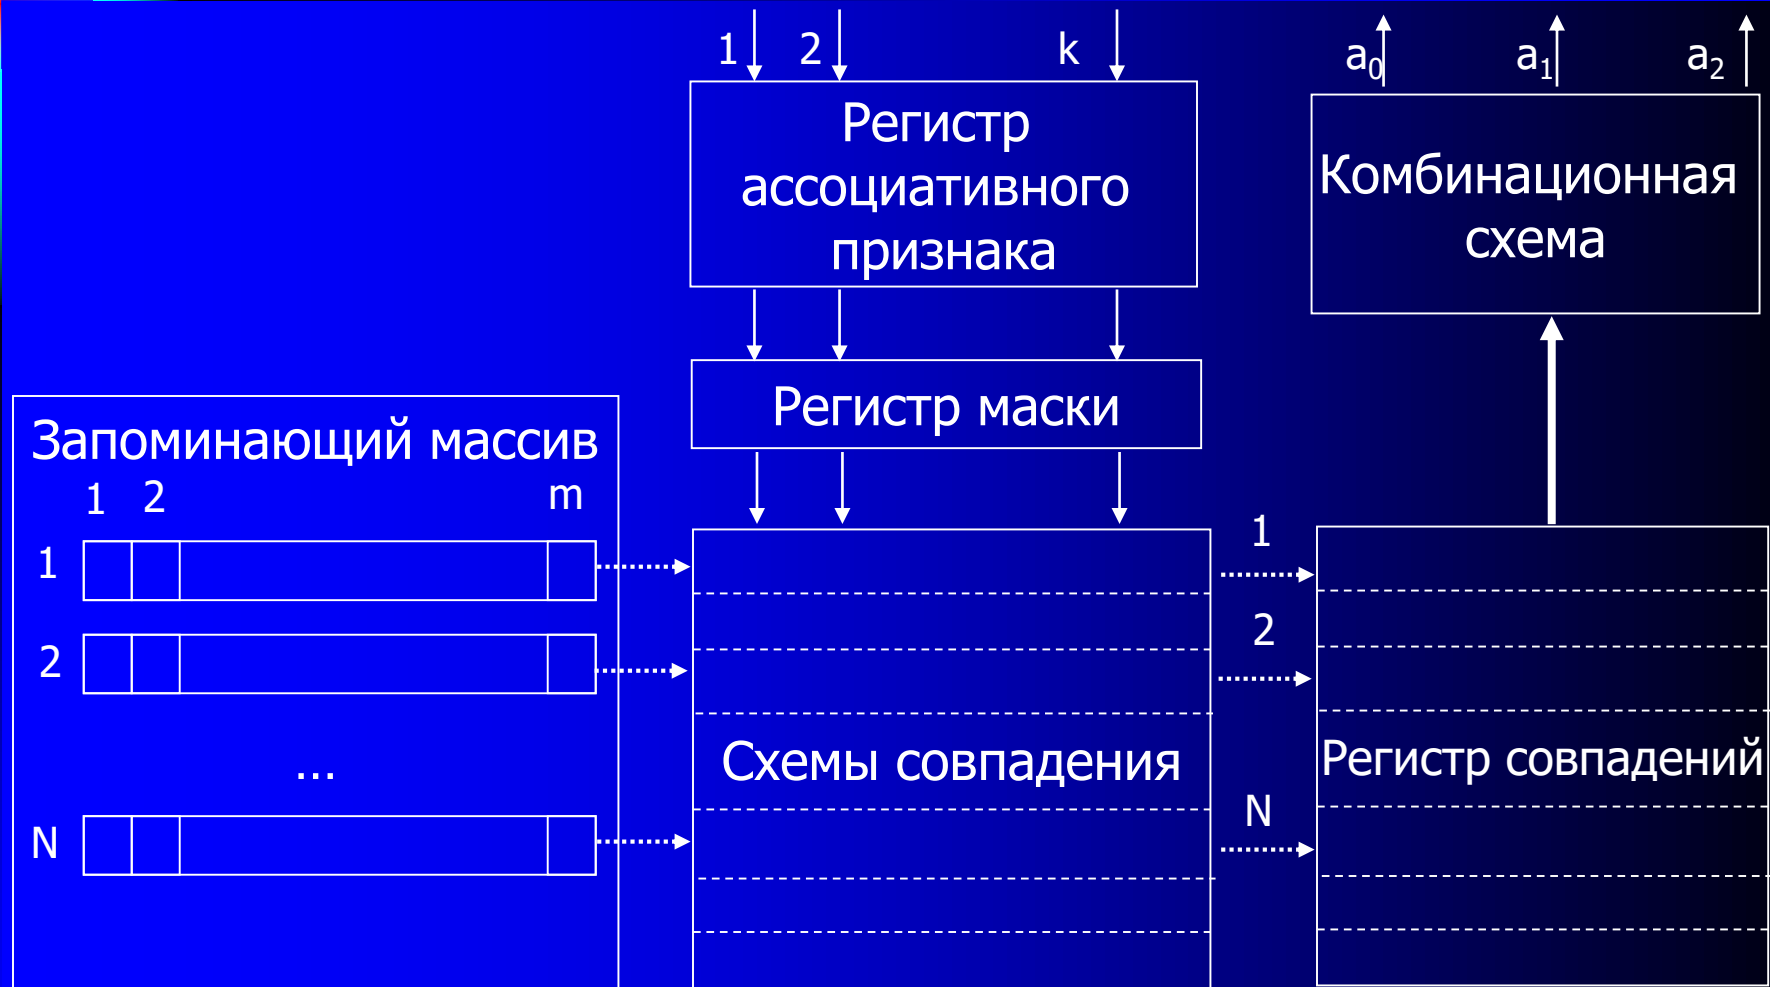 1 2 k
a0 a1 a2
Регистр
ассоциативного
признака
Комбинационная
схема
Регистр маски
Запоминающий массив
1 2 m
1
2
...
N
Схемы совпадения
1
2
N
Регистр совпадений